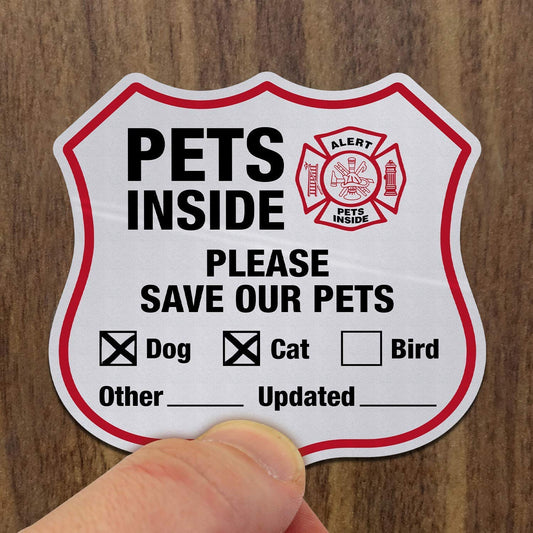 PETS
INSIDE
ALERT
PETS
INSIDE
PLEASE
SAVE OUR PETS
Dog Cat Bird
Other Updated